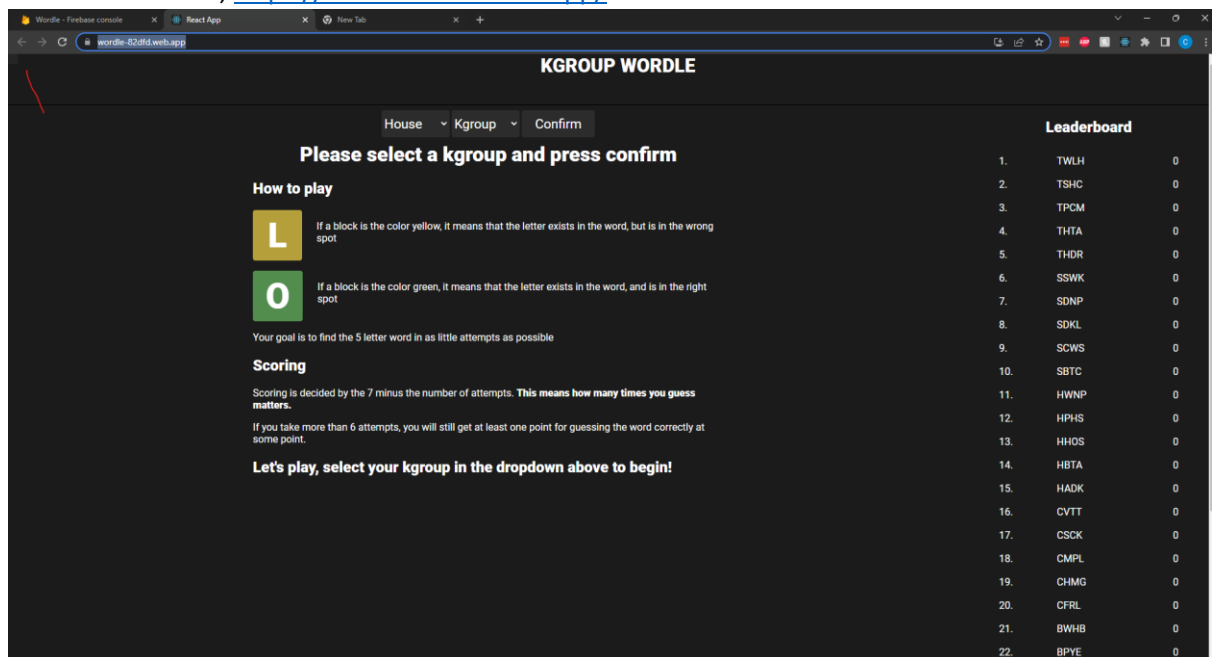 Wordle - Firebase console
React App
New Tab
wordle-82dfd.web.app
KGROUP WORDLE
House Kgroup Confirm
Please select a kgroup and press confirm
How to play
L
If a block is the color yellow, it means that the letter exists in the word, but is in the wrong
spot
O
If a block is the color green, it means that the letter exists in the word, and is in the right
spot
Your goal is to find the 5 letter word in as little attempts as possible
Scoring
Scoring is decided by the 7 minus the number of attempts. This means how many times you guess
matters.
If you take more than 6 attempts, you will still get at least one point for guessing the word correctly at
some point.
Let's play, select your kgroup in the dropdown above to begin!
Leaderboard
1. TWLH 0
2. TSHC 0
3. TPCM 0
4. THTA 0
5. THDR 0
6. SSWK 0
7. SDNP 0
8. SDKL 0
9. SCWS 0
10. SBTC 0
11. HWNP 0
12. HPHS 0
13. HHOS 0
14. HBTA 0
15. HADK 0
16. CVTT 0
17. CSCK 0
18. CMPL 0
19. CHMG 0
20. CFRL 0
21. BWHB 0
22. BPYE 0